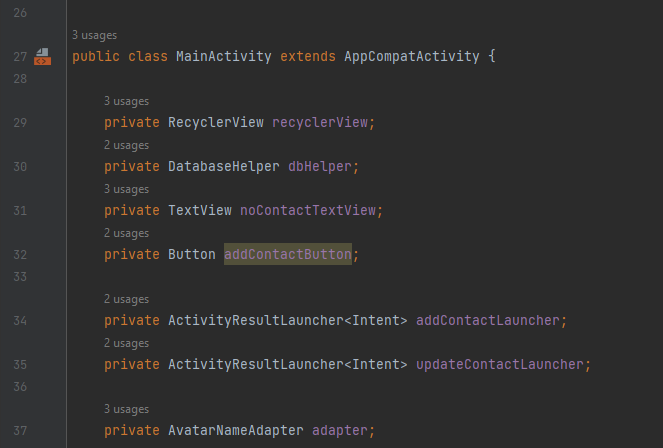 26
3 usages
27 public class MainActivity extends AppCompatActivity {
28
3 usages
29 private RecyclerView recyclerView;
2 usages
30 private DatabaseHelper dbHelper;
3 usages
31 private TextView noContactTextView;
2 usages
32 private Button addContactButton;
33
2 usages
34 private ActivityResultLauncher<Intent> addContactLauncher;
2 usages
35 private ActivityResultLauncher<Intent> updateContactLauncher;
36
3 usages
37 private AvatarNameAdapter adapter;